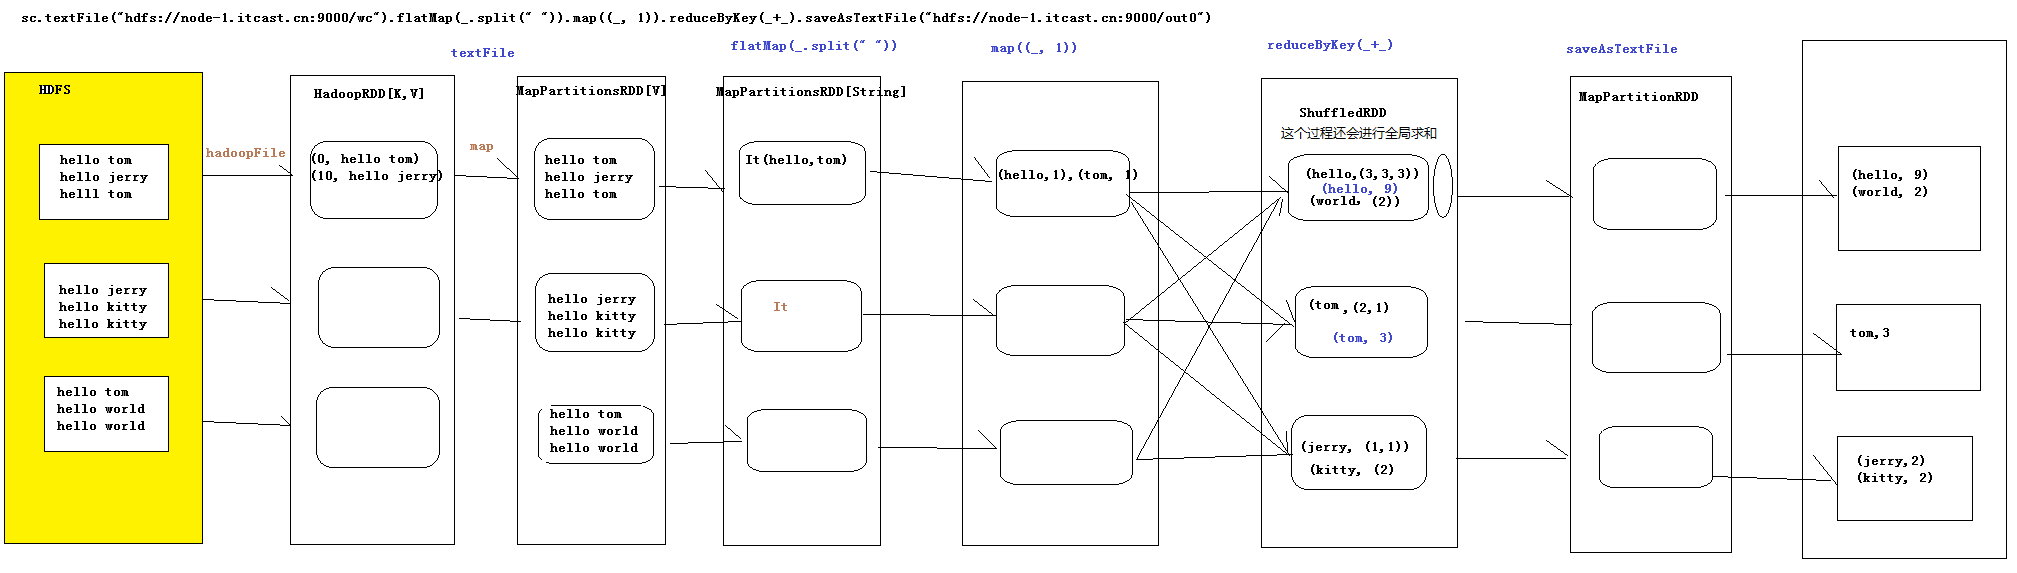 sc.textFile("hdfs://node-1.itcast.cn:9000/wc").flatMap(_.split(" ")).map((_, 1)).reduceByKey(_+_).saveAsTextFile("hdfs://node-1.itcast.cn:9000/out0")
textFile
flatMap(_.split(" "))
map((_, 1))
reduceByKey(_+_)
saveAsTextFile
HDFS
hello tom
hello jerry
helll tom
hello jerry
hello kitty
hello kitty
hello tom
hello world
hello world
hadoopFile
HadoopRDD[K,V]
(0, hello tom)
(10, hello jerry)
map
MapPartitionsRDD[V]
hello tom
hello jerry
hello tom
hello jerry
hello kitty
hello kitty
hello tom
hello world
hello world
MapPartitionsRDD[String]
It(hello,tom)
It
(hello,1),(tom, 1)
ShuffledRDD
这个过程还会进行全局求和
(hello,(3,3,3))
(hello, 9)
(world, (2))
(tom,(2,1)
(tom, 3)
(jerry, (1,1))
(kitty, (2)
MapPartitionRDD
(hello, 9)
(world, 2)
tom,3
(jerry,2)
(kitty, 2)